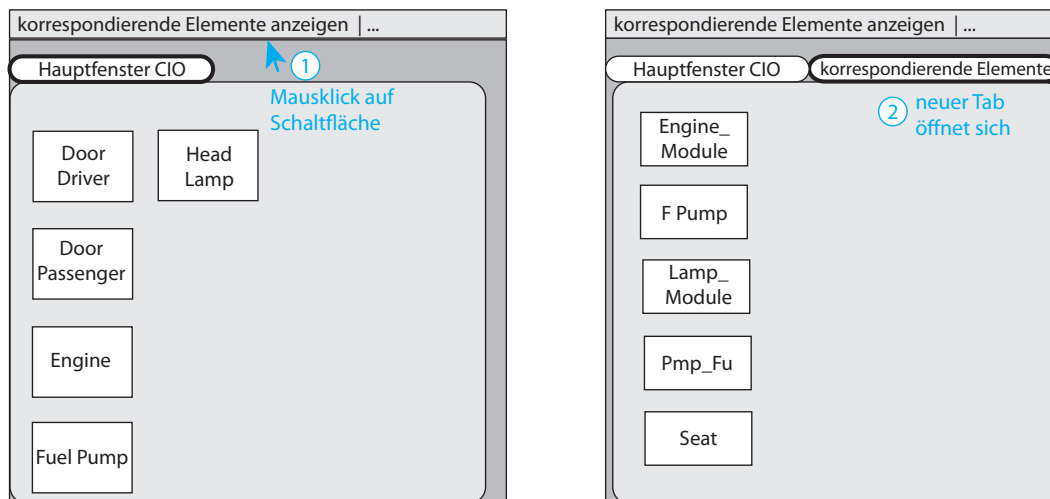 korrespondierende Elemente anzeigen | ...
Hauptfenster CIO
1
Mausklick auf
Schaltfläche
Door
Driver
Head
Lamp
Door
Passenger
Engine
Fuel Pump
korrespondierende Elemente anzeigen | ...
Hauptfenster CIO
korrespondierende Elemente
2
neuer Tab
öffnet sich
Engine_
Module
F Pump
Lamp_
Module
Pmp_Fu
Seat